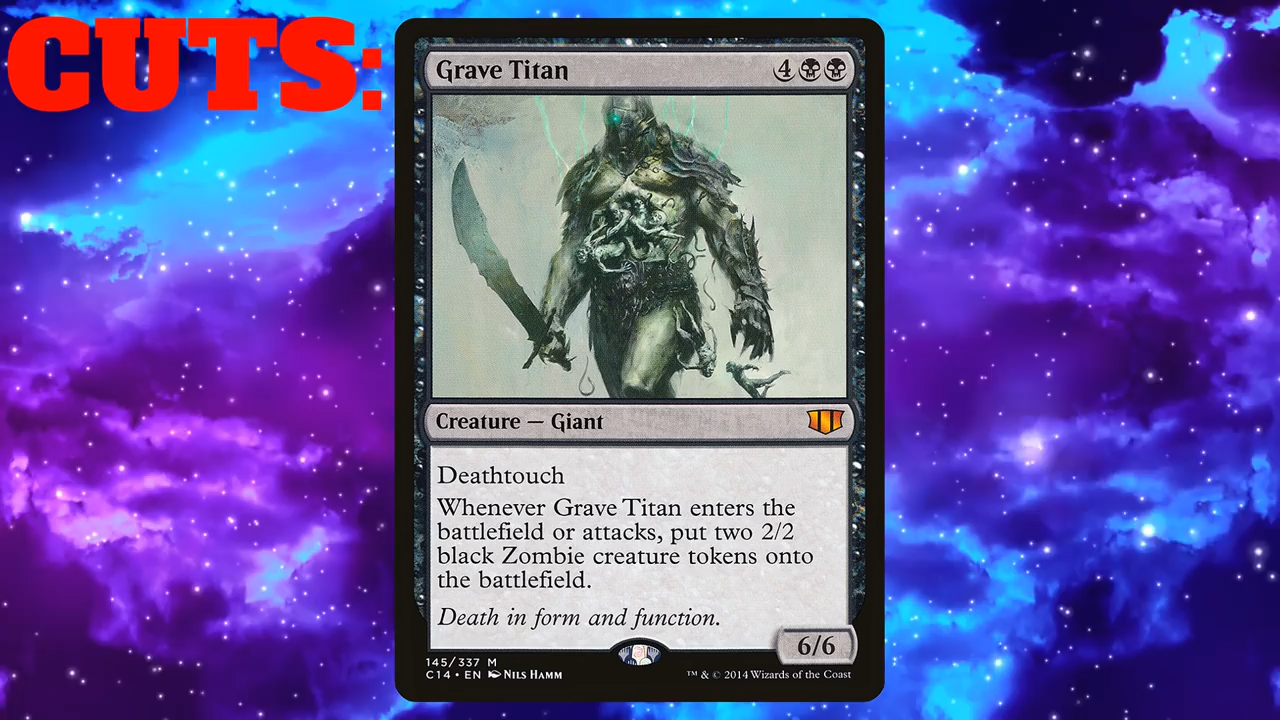 CUTS:
Grave Titan
4
Creature — Giant
Deathtouch
Whenever Grave Titan enters the
battlefield or attacks, put two 2/2
black Zombie creature tokens onto
the battlefield.
Death in form and function.
6/6
145/337 M
C14 • EN Nils Hamm
™ & © 2014 Wizards of the Coast